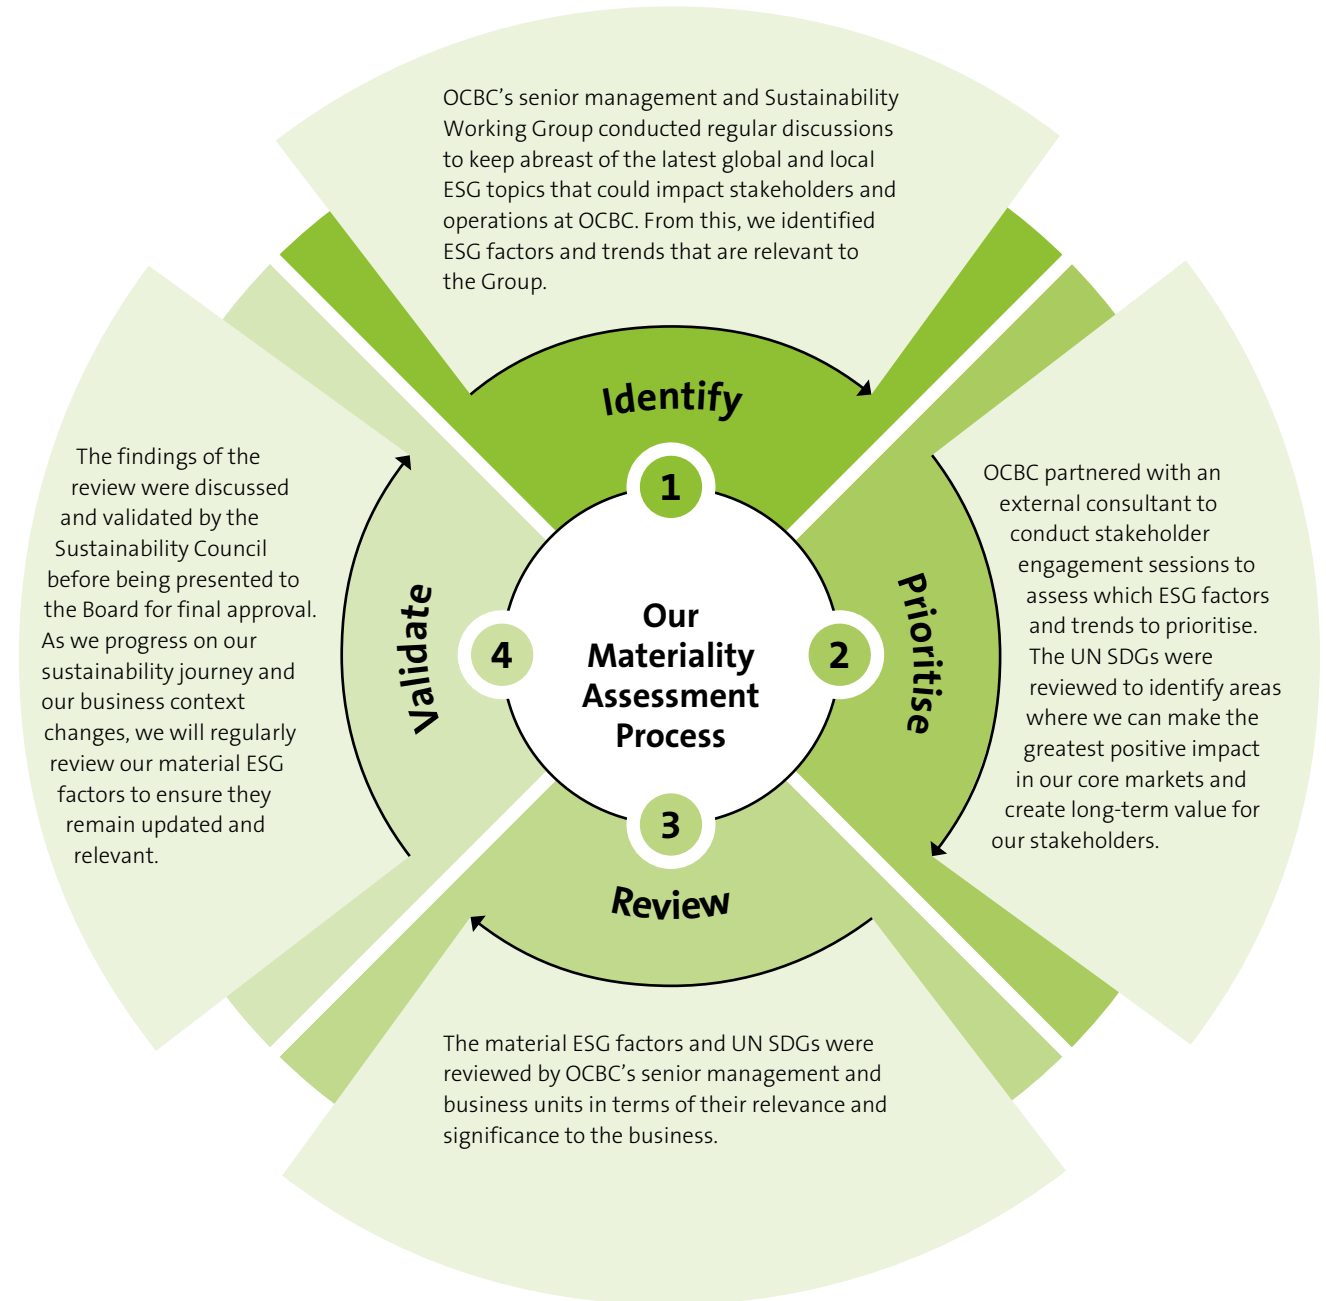 OCBC’s senior management and Sustainability
Working Group conducted regular discussions
to keep abreast of the latest global and local
ESG topics that could impact stakeholders and
operations at OCBC. From this, we identified
ESG factors and trends that are relevant to
the Group.
Identify
1
OCBC partnered with an
external consultant to
conduct stakeholder
engagement sessions to
assess which ESG factors
and trends to prioritise.
The UN SDGs were
reviewed to identify areas
where we can make the
greatest positive impact
in our core markets and
create long-term value for
our stakeholders.
Prioritise
2
Our
Materiality
Assessment
Process
3
Review
The material ESG factors and UN SDGs were
reviewed by OCBC’s senior management and
business units in terms of their relevance and
significance to the business.
4
Validate
The findings of the
review were discussed
and validated by the
Sustainability Council
before being presented to
the Board for final approval.
As we progress on our
sustainability journey and
our business context
changes, we will regularly
review our material ESG
factors to ensure they
remain updated and
relevant.